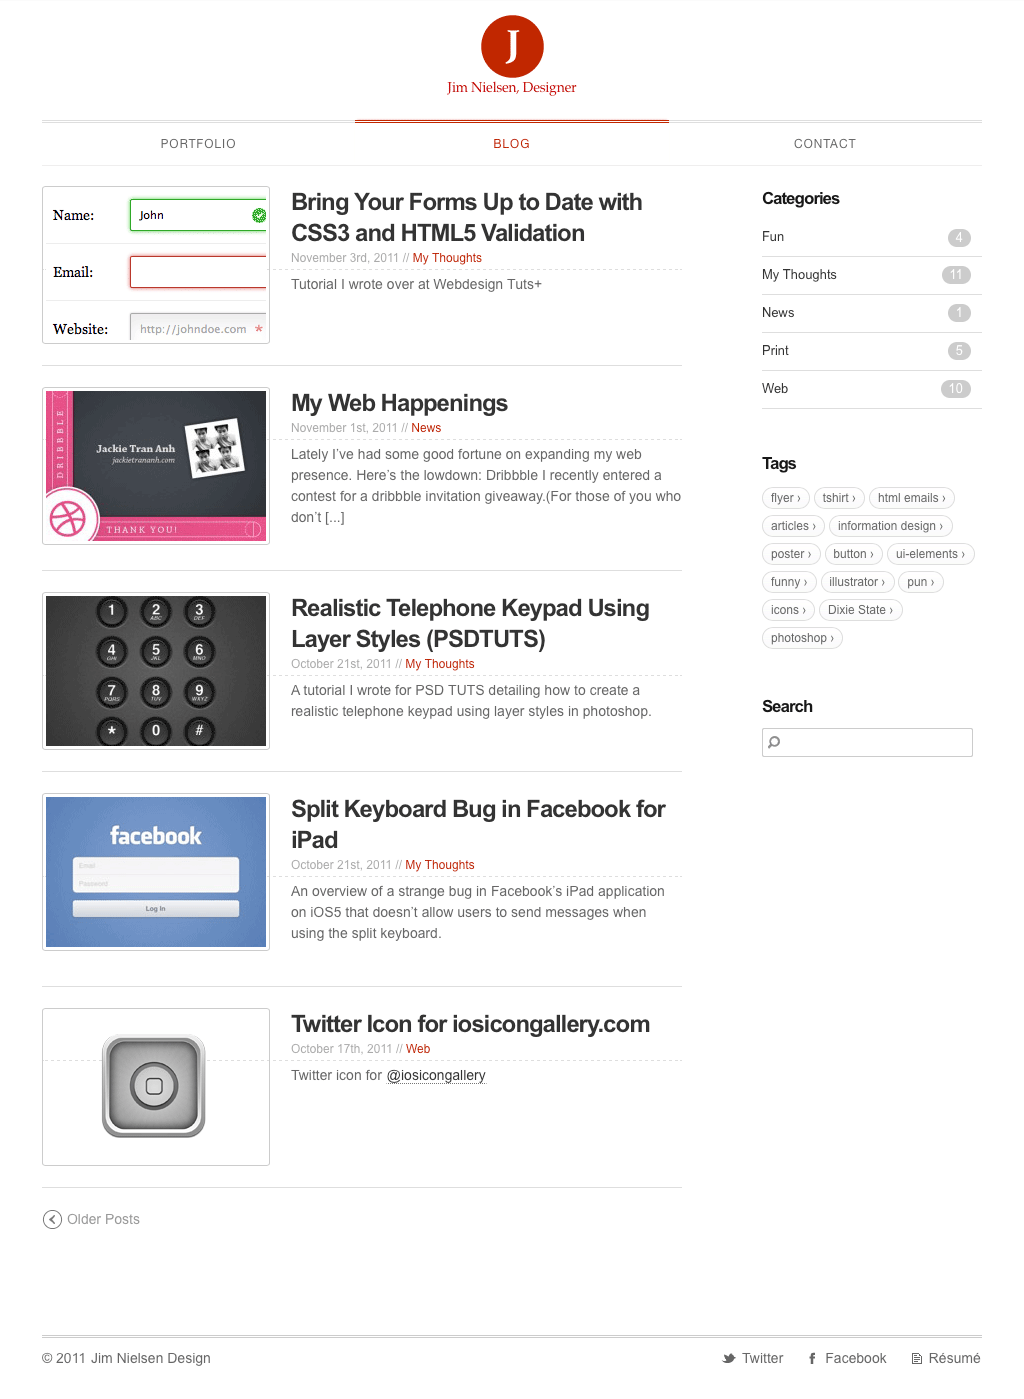 J
Jim Nielsen, Designer
PORTFOLIO
BLOG
CONTACT
Name:
John
Email:
Website:
http://johndoe.com *
Bring Your Forms Up to Date with
CSS3 and HTML5 Validation
November 3rd, 2011 // My Thoughts
Tutorial I wrote over at Webdesign Tuts+
DRIBBBLE
Jackie Tran Anh
jackietrananh.com
THANK YOU!
My Web Happenings
November 1st, 2011 // News
Lately I’ve had some good fortune on expanding my web
presence. Here’s the lowdown: Dribbble I recently entered a
contest for a dribbble invitation giveaway.(For those of you who
don’t [...]
1 2 ABC 3 DEF
4 GHI 5 JKL 6 MNO
7 PQRS 8 TUV 9 WXYZ
* 0 #
Realistic Telephone Keypad Using
Layer Styles (PSDTUTS)
October 21st, 2011 // My Thoughts
A tutorial I wrote for PSD TUTS detailing how to create a
realistic telephone keypad using layer styles in photoshop.
facebook
Email
Password
Log In
Split Keyboard Bug in Facebook for
iPad
October 21st, 2011 // My Thoughts
An overview of a strange bug in Facebook’s iPad application
on iOS5 that doesn’t allow users to send messages when
using the split keyboard.
Twitter Icon for iosicongallery.com
October 17th, 2011 // Web
Twitter icon for @iosicongallery
Older Posts
Categories
Fun 4
My Thoughts 11
News 1
Print 5
Web 10
Tags
flyer › tshirt › html emails ›
articles › information design ›
poster › button › ui-elements ›
funny › illustrator › pun ›
icons › Dixie State ›
photoshop ›
Search
© 2011 Jim Nielsen Design
Twitter
Facebook
Résumé